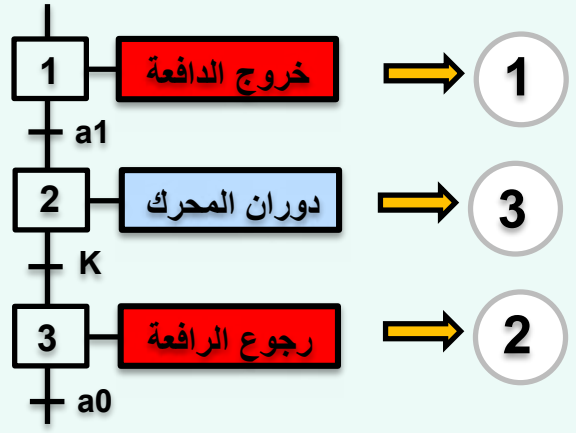 1 خروج الدافعة 1
a1
2 دوران المحرك 3
K
3 رجوع الرافعة 2
a0